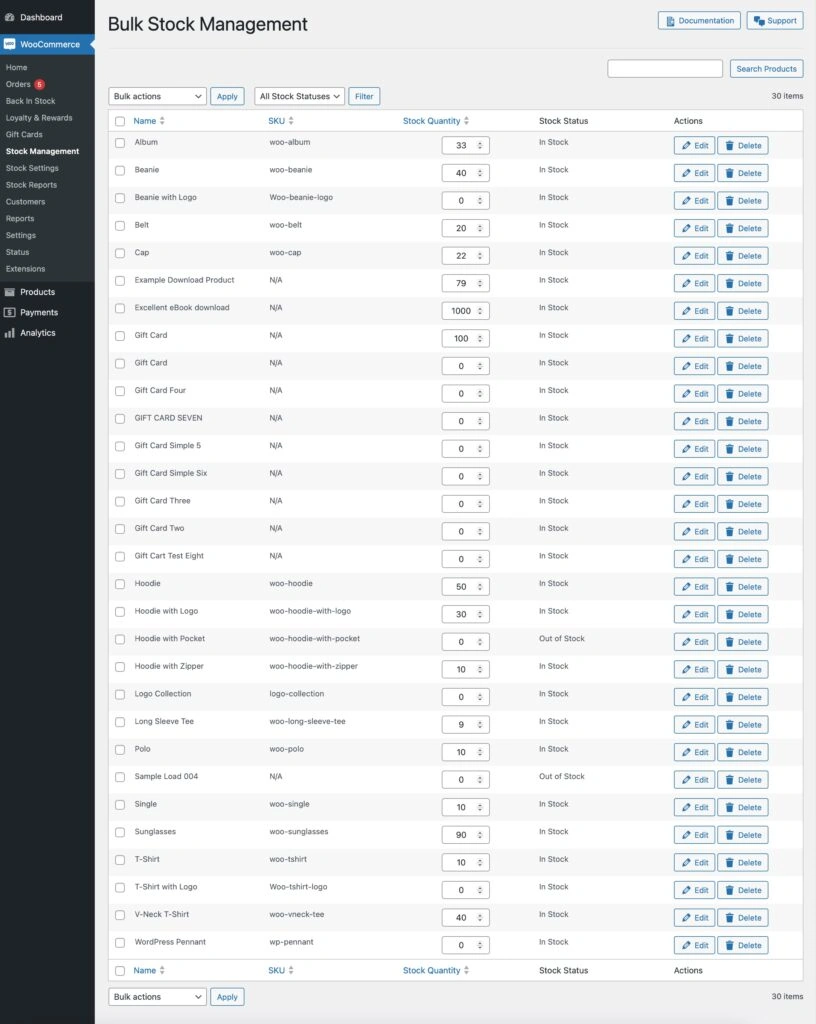 Dashboard
WooCommerce
Home
Orders 5
Back In Stock
Loyalty & Rewards
Gift Cards
Stock Management
Stock Settings
Stock Reports
Customers
Reports
Settings
Status
Extensions
Products
Payments
Analytics
Bulk Stock Management
Documentation Support
Search Products
Bulk actions Apply All Stock Statuses Filter 30 items
Name SKU Stock Quantity Stock Status Actions
Album woo-album 33 In Stock Edit Delete
Beanie woo-beanie 40 In Stock Edit Delete
Beanie with Logo Woo-beanie-logo 0 In Stock Edit Delete
Belt woo-belt 20 In Stock Edit Delete
Cap woo-cap 22 In Stock Edit Delete
Example Download Product N/A 79 In Stock Edit Delete
Excellent eBook download N/A 1000 In Stock Edit Delete
Gift Card N/A 100 In Stock Edit Delete
Gift Card N/A 0 In Stock Edit Delete
Gift Card Four N/A 0 In Stock Edit Delete
GIFT CARD SEVEN N/A 0 In Stock Edit Delete
Gift Card Simple 5 N/A 0 In Stock Edit Delete
Gift Card Simple Six N/A 0 In Stock Edit Delete
Gift Card Three N/A 0 In Stock Edit Delete
Gift Card Two N/A 0 In Stock Edit Delete
Gift Cart Test Eight N/A 0 In Stock Edit Delete
Hoodie woo-hoodie 50 In Stock Edit Delete
Hoodie with Logo woo-hoodie-with-logo 30 In Stock Edit Delete
Hoodie with Pocket woo-hoodie-with-pocket 0 Out of Stock Edit Delete
Hoodie with Zipper woo-hoodie-with-zipper 10 In Stock Edit Delete
Logo Collection logo-collection 0 In Stock Edit Delete
Long Sleeve Tee woo-long-sleeve-tee 9 In Stock Edit Delete
Polo woo-polo 10 In Stock Edit Delete
Sample Load 004 N/A 0 Out of Stock Edit Delete
Single woo-single 10 In Stock Edit Delete
Sunglasses woo-sunglasses 90 In Stock Edit Delete
T-Shirt woo-tshirt 10 In Stock Edit Delete
T-Shirt with Logo Woo-tshirt-logo 0 In Stock Edit Delete
V-Neck T-Shirt woo-vneck-tee 40 In Stock Edit Delete
WordPress Pennant wp-pennant 0 In Stock Edit Delete
Name SKU Stock Quantity Stock Status Actions
Bulk actions Apply 30 items